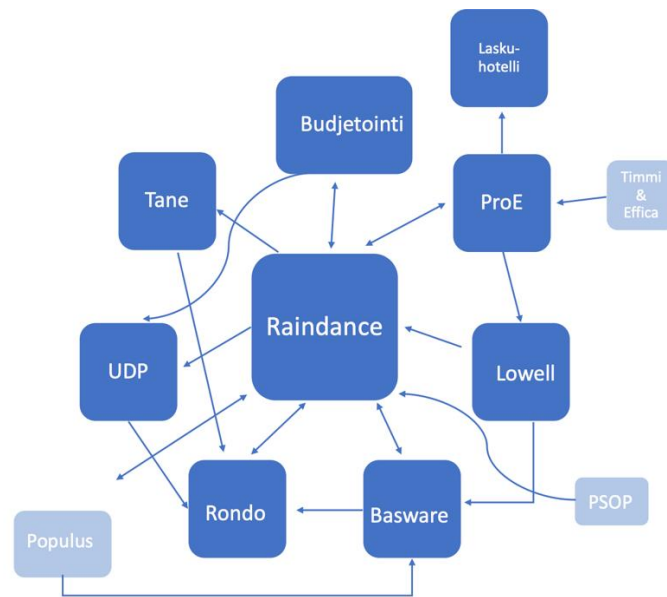 Lasku-
hotelli
Budjetointi
Tane
ProE
Timmi
&
Effica
Raindance
UDP
Lowell
Rondo
Basware
PSOP
Populus